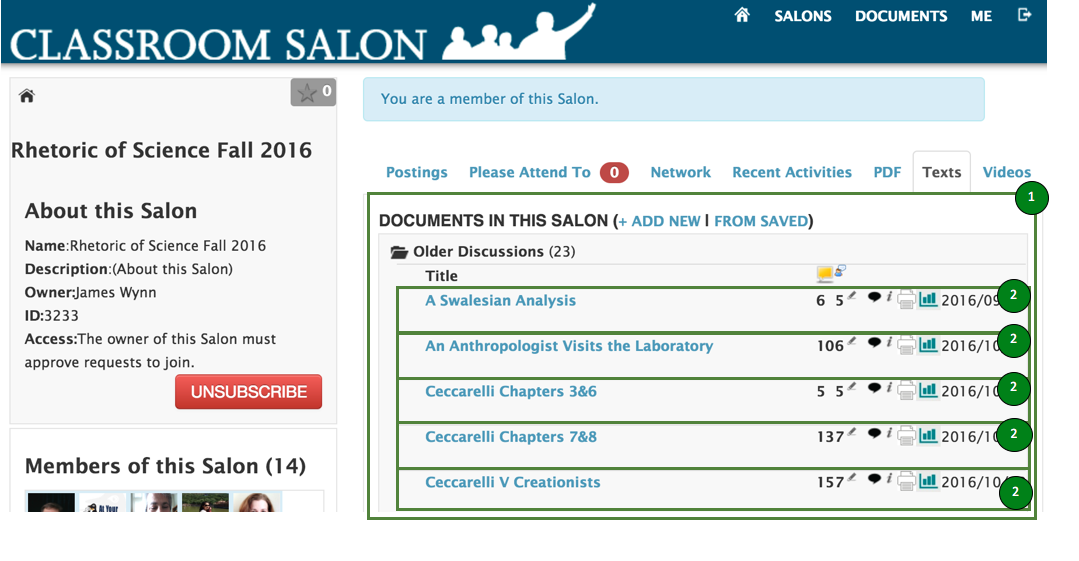 SALONS DOCUMENTS ME
CLASSROOM SALON
0
You are a member of this Salon.
Rhetoric of Science Fall 2016
Postings Please Attend To 0 Network Recent Activities PDF Texts Videos
1
About this Salon
Name:Rhetoric of Science Fall 2016
Description:(About this Salon)
Owner:James Wynn
ID:3233
Access:The owner of this Salon must
approve requests to join.
UNSUBSCRIBE
Members of this Salon (14)
At Your
DOCUMENTS IN THIS SALON (+ ADD NEW | FROM SAVED)
Older Discussions (23)
Title
A Swalesian Analysis 6 5 i 2016/09 2
An Anthropologist Visits the Laboratory 106 i 2016/10 2
Ceccarelli Chapters 3&6 5 5 i 2016/10 2
Ceccarelli Chapters 7&8 137 i 2016/10 2
Ceccarelli V Creationists 157 i 2016/10/ 2